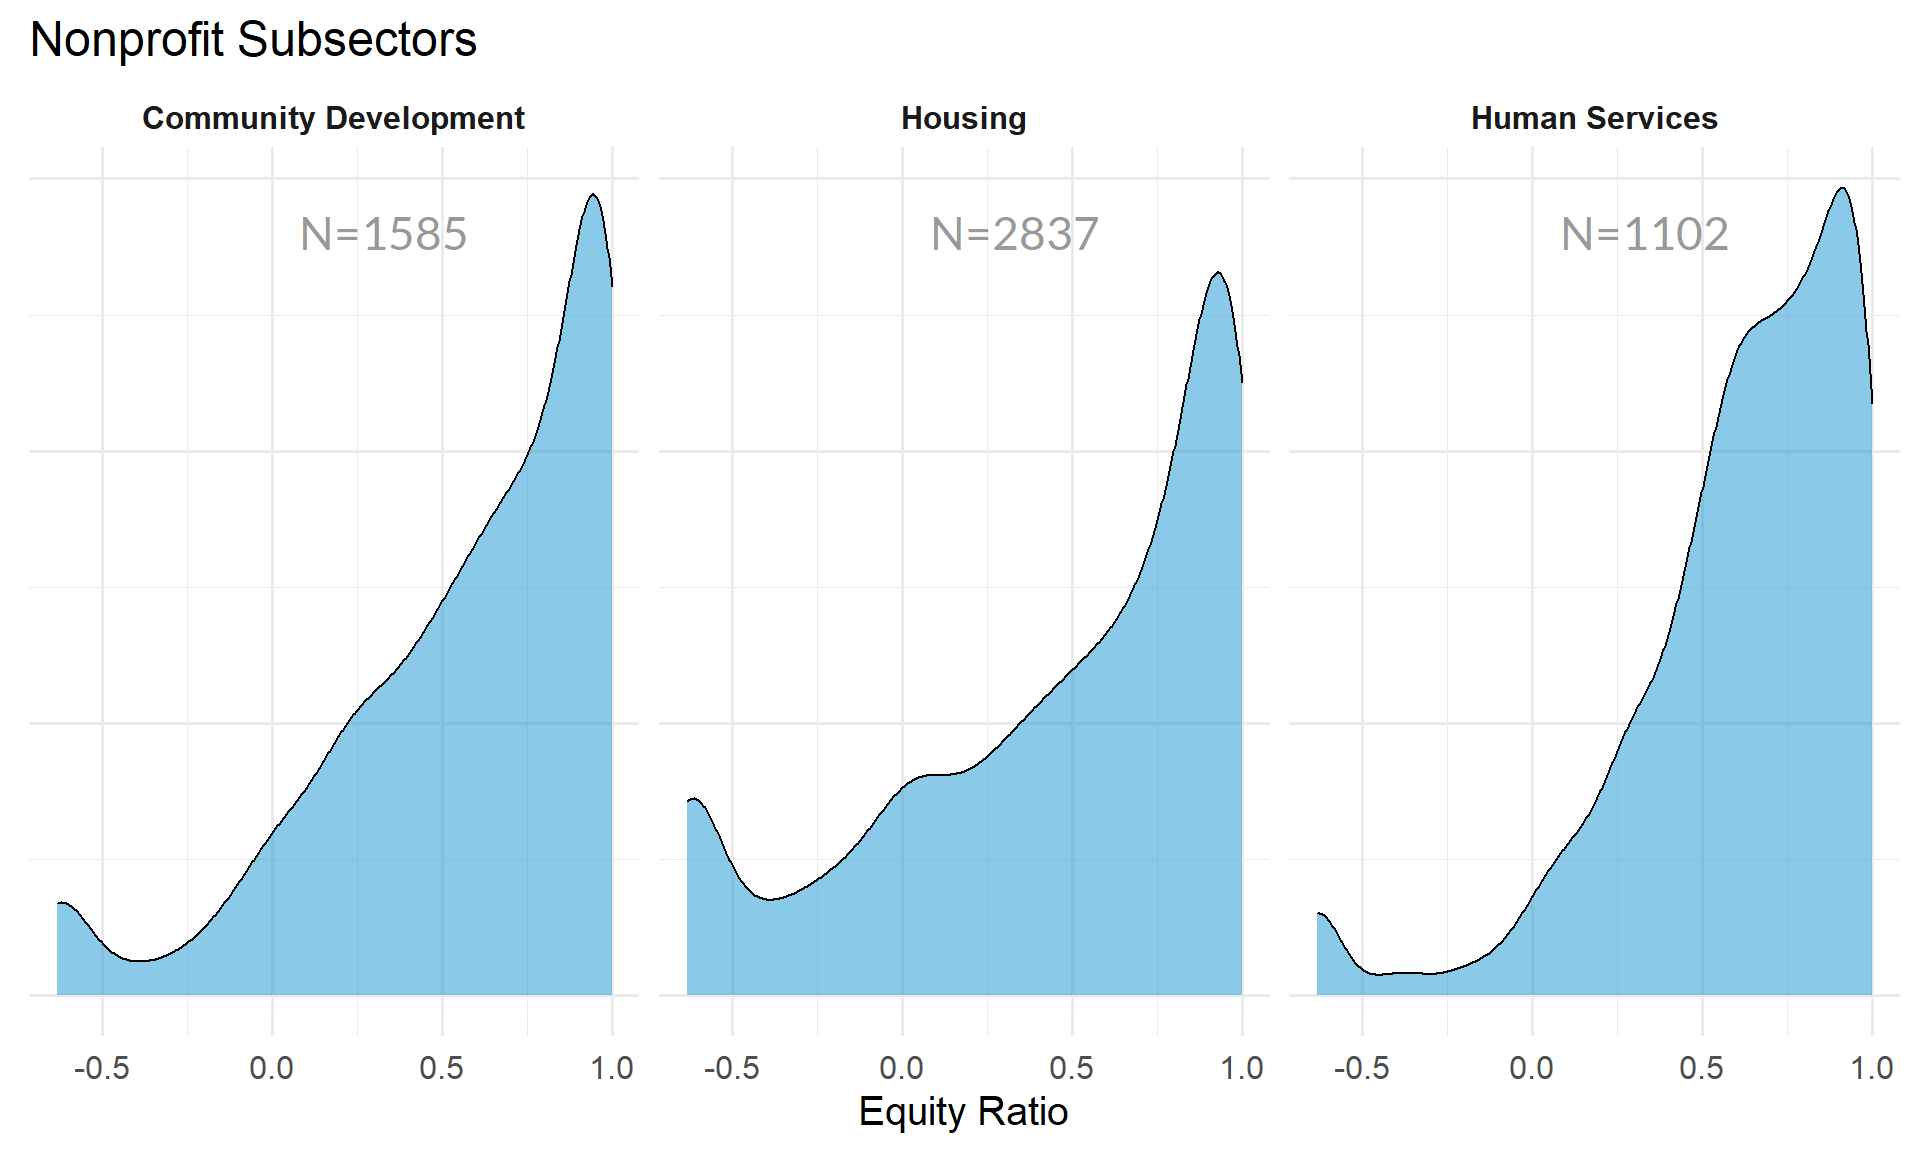 Nonprofit Subsectors
Community Development Housing Human Services
N=1585 N=2837 N=1102
-0.5 0.0 0.5 1.0 -0.5 0.0 0.5 1.0 -0.5 0.0 0.5 1.0
Equity Ratio